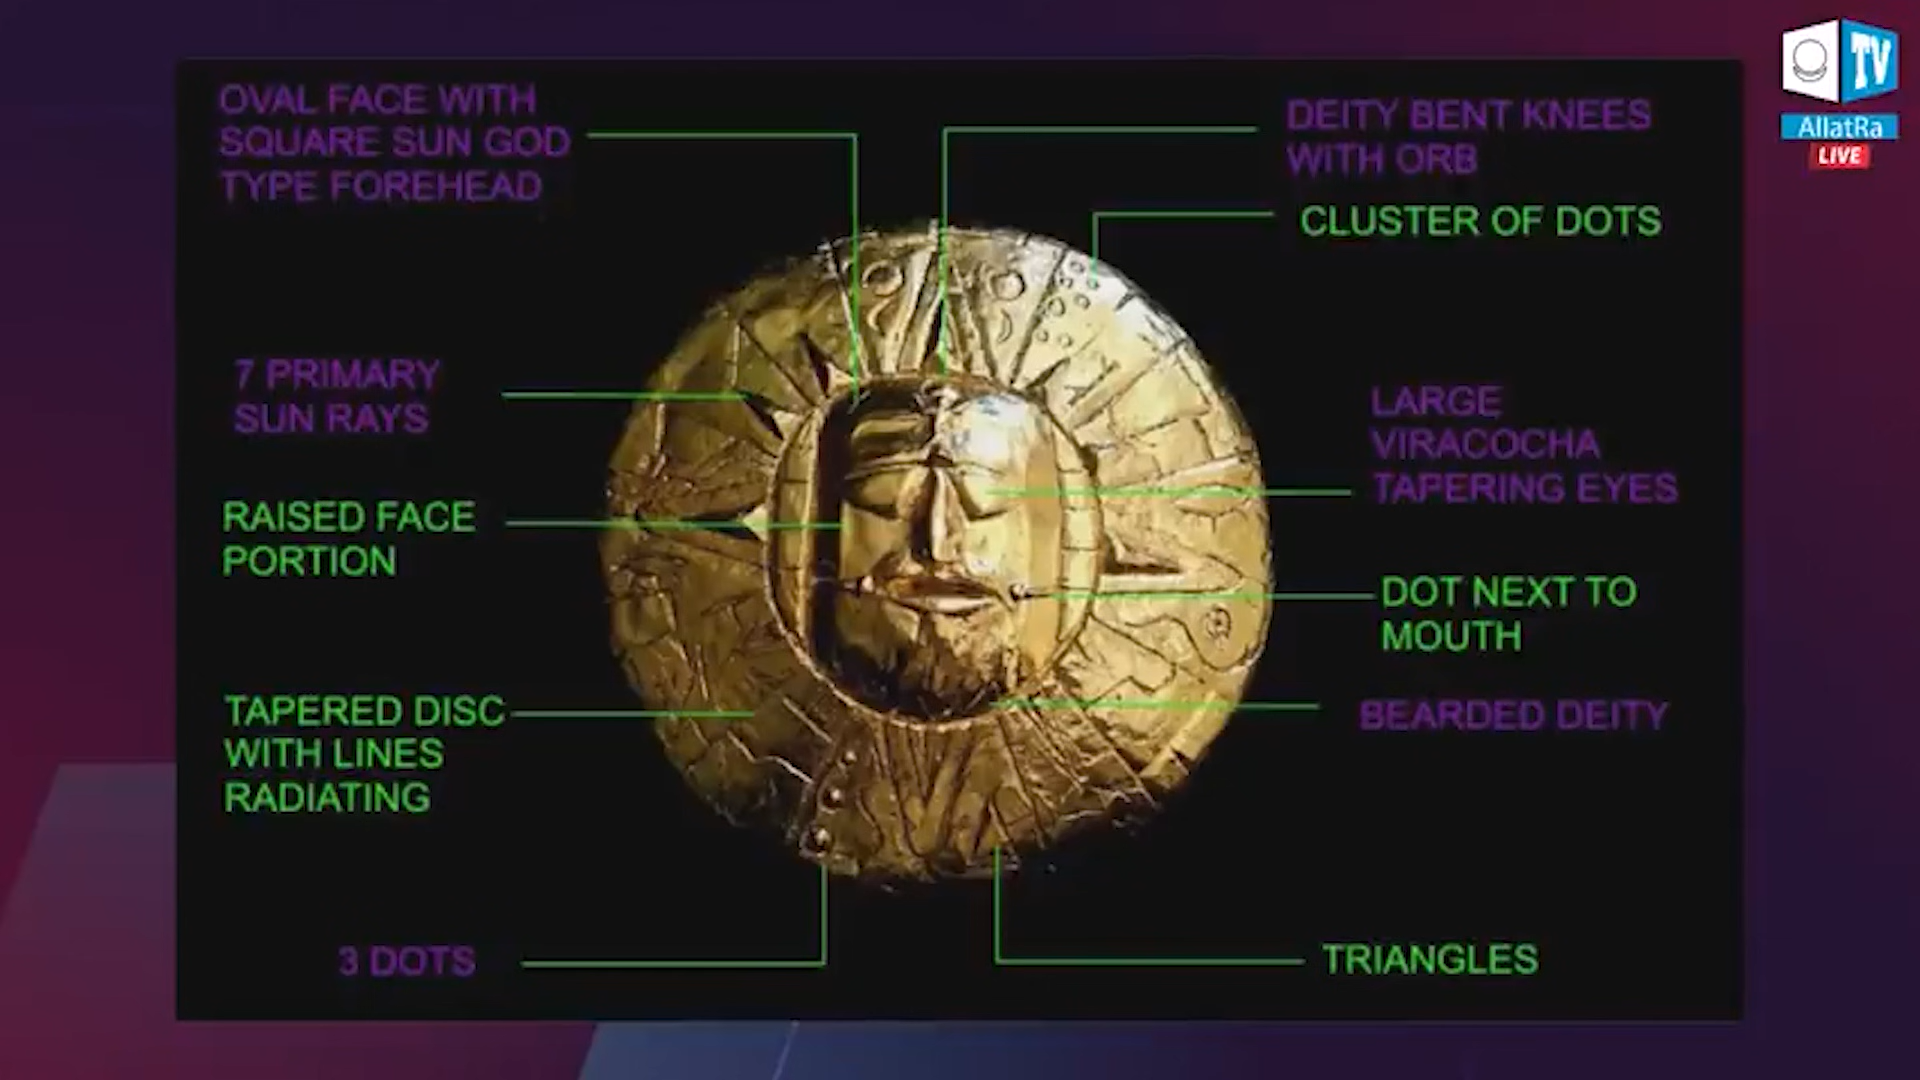 OVAL FACE WITH
SQUARE SUN GOD
TYPE FOREHEAD
DEITY BENT KNEES
WITH ORB
CLUSTER OF DOTS
7 PRIMARY
SUN RAYS
LARGE
VIRACOCHA
TAPERING EYES
RAISED FACE
PORTION
DOT NEXT TO
MOUTH
TAPERED DISC
WITH LINES
RADIATING
BEARDED DEITY
3 DOTS
TRIANGLES
TV
AllatRa
LIVE